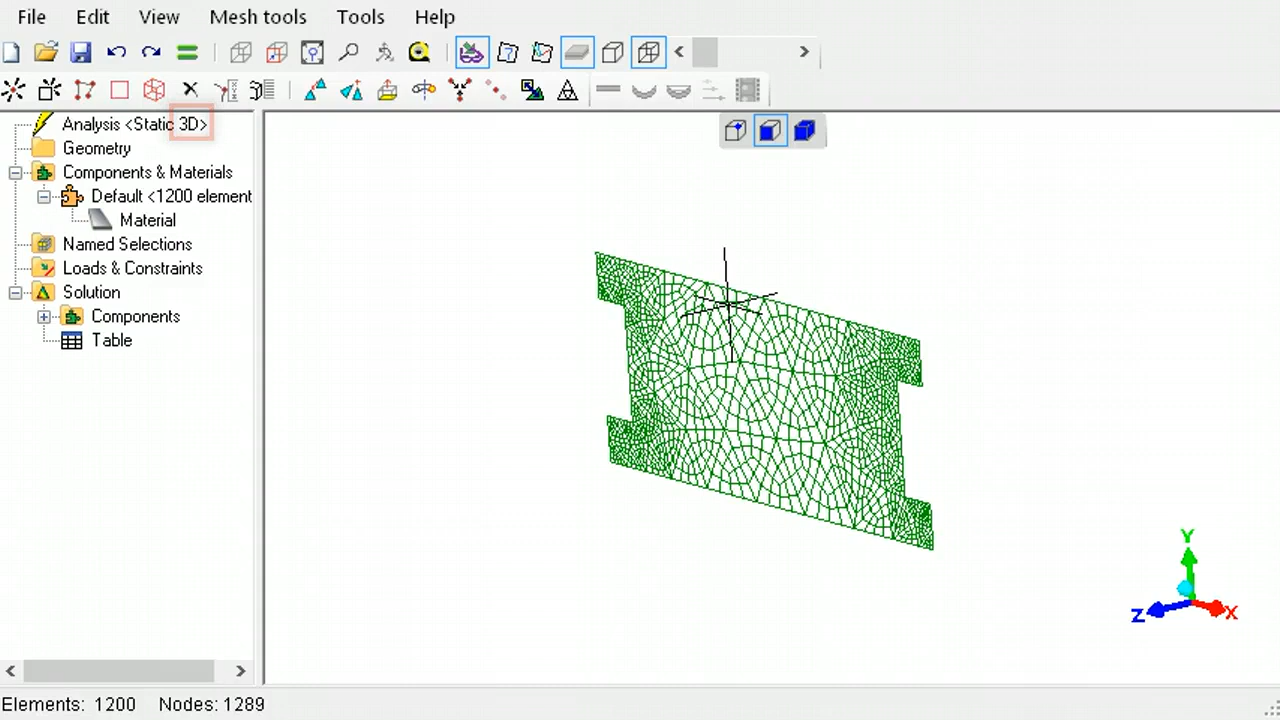 File Edit View Mesh tools Tools Help
Analysis <Static 3D>
Geometry
Components & Materials
Default <1200 element
Material
Named Selections
Loads & Constraints
Solution
Components
Table
Y
Z X
Elements: 1200 Nodes: 1289